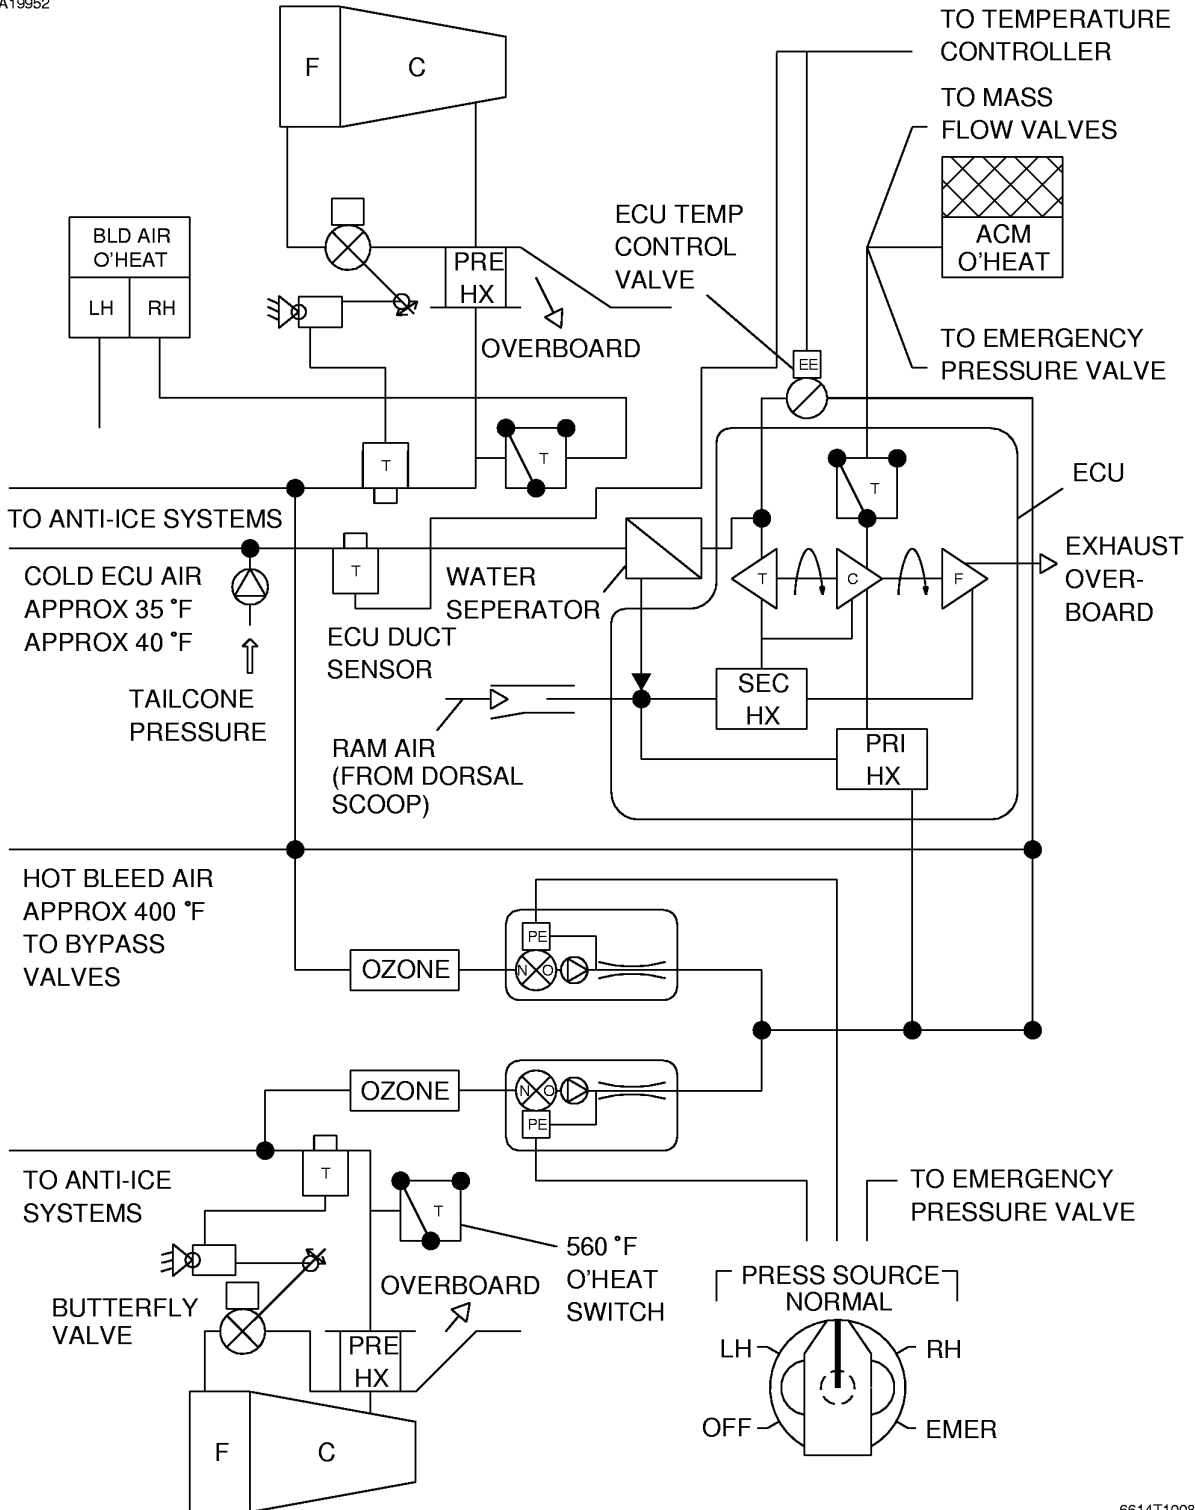 A19952
TO TEMPERATURE
CONTROLLER
F
C
TO MASS
FLOW VALVES
ECU TEMP
CONTROL
VALVE
BLD AIR
O'HEAT
LH
RH
PRE
HX
ACM
O'HEAT
OVERBOARD
TO EMERGENCY
PRESSURE VALVE
EE
T
T
T
ECU
TO ANTI-ICE SYSTEMS
COLD ECU AIR
APPROX 35 °F
APPROX 40 °F
T
WATER
SEPERATOR
T
C
F
EXHAUST
OVER-
BOARD
ECU DUCT
SENSOR
TAILCONE
PRESSURE
SEC
HX
RAM AIR
(FROM DORSAL
SCOOP)
PRI
HX
HOT BLEED AIR
APPROX 400 °F
TO BYPASS
VALVES
OZONE
PE
N
O
OZONE
N
O
PE
TO ANTI-ICE
SYSTEMS
T
T
TO EMERGENCY
PRESSURE VALVE
560 °F
O'HEAT
SWITCH
OVERBOARD
BUTTERFLY
VALVE
PRE
HX
F
C
PRESS SOURCE
NORMAL
LH
RH
OFF
EMER
6614T1098